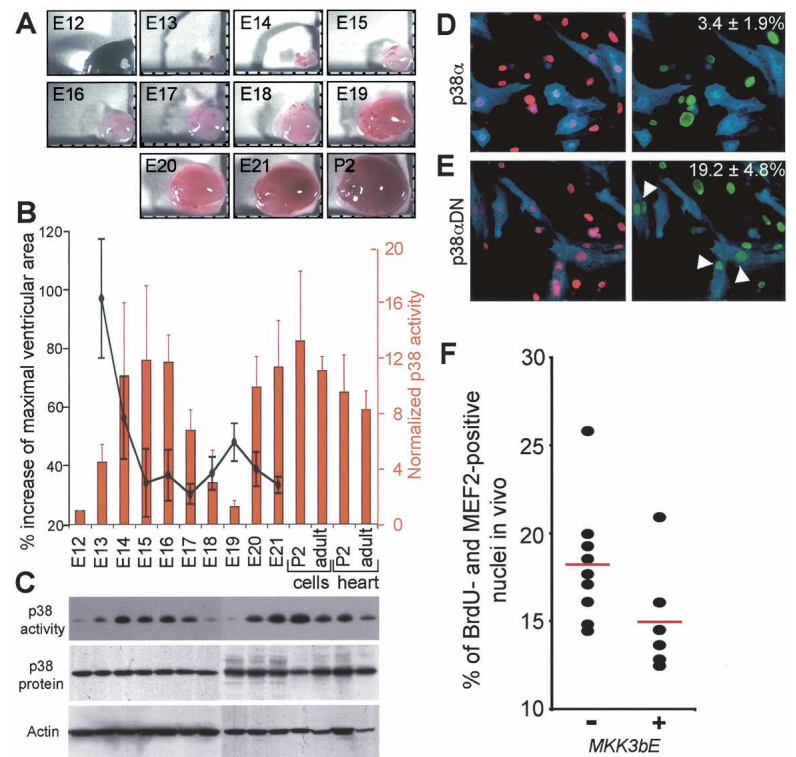 A
E12
E13
E14
E15
E16
E17
E18
E19
E20
E21
P2
B
% increase of maximal ventricular area
120
100
80
60
40
20
Normalized p38 activity
20
16
12
8
4
0
E12
E13
E14
E15
E16
E17
E18
E19
E20
E21
P2
adult
P2
adult
cells
heart
C
p38
activity
p38
protein
Actin
D
p38α
3.4 ± 1.9%
E
p38αDN
19.2 ± 4.8%
F
% of BrdU- and MEF2-positive
nuclei in vivo
30
25
20
15
10
-
+
MKK3bE